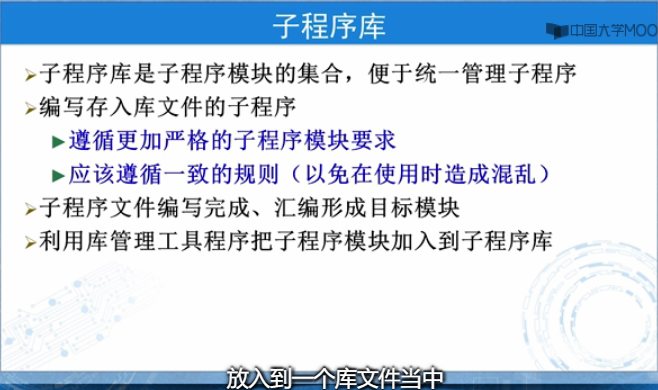 子程序库
中国大学MOO
子程序库是子程序模块的集合，便于统一管理子程序
编写存入库文件的子程序
遵循更加严格的子程序模块要求
应该遵循一致的规则（以免在使用时造成混乱）
子程序文件编写完成、汇编形成目标模块
利用库管理工具程序把子程序模块加入到子程序库
放入到一个库文件当中